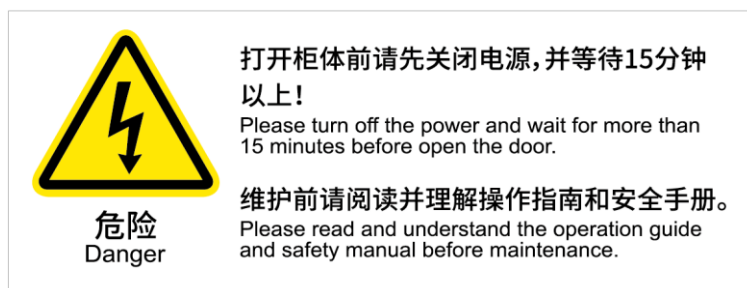 打开柜体前请先关闭电源,并等待15分钟
以上！
Please turn off the power and wait for more than
15 minutes before open the door.
维护前请阅读并理解操作指南和安全手册。
Please read and understand the operation guide
and safety manual before maintenance.
危险
Danger